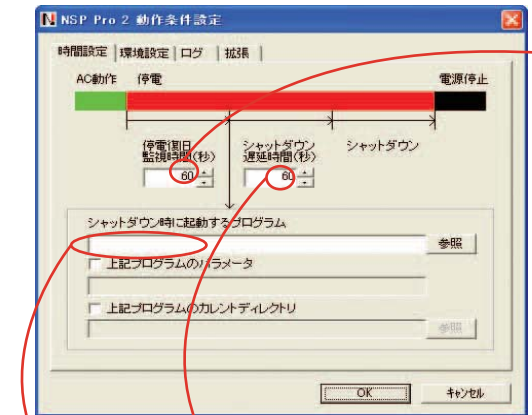 NSP Pro 2 動作条件設定
時間設定 環境設定 ログ 拡張
AC動作 停電 電源停止
停電復旧 シャットダウン シャットダウン
監視時間(秒) 遅延時間(秒)
60 60
シャットダウン時に起動するプログラム
参照
上記プログラムのパラメータ
上記プログラムのカレントディレクトリ
参照
OK キャンセル